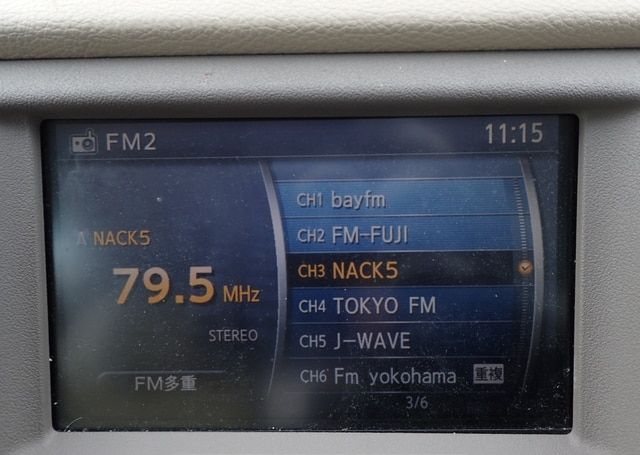 FM2
11:15
A NACK5
79.5 MHz
STEREO
FM多重
CH1 bayfm
CH2 FM-FUJI
CH3 NACK5
CH4 TOKYO FM
CH5 J-WAVE
CH6 Fm yokohama 重複
3/6